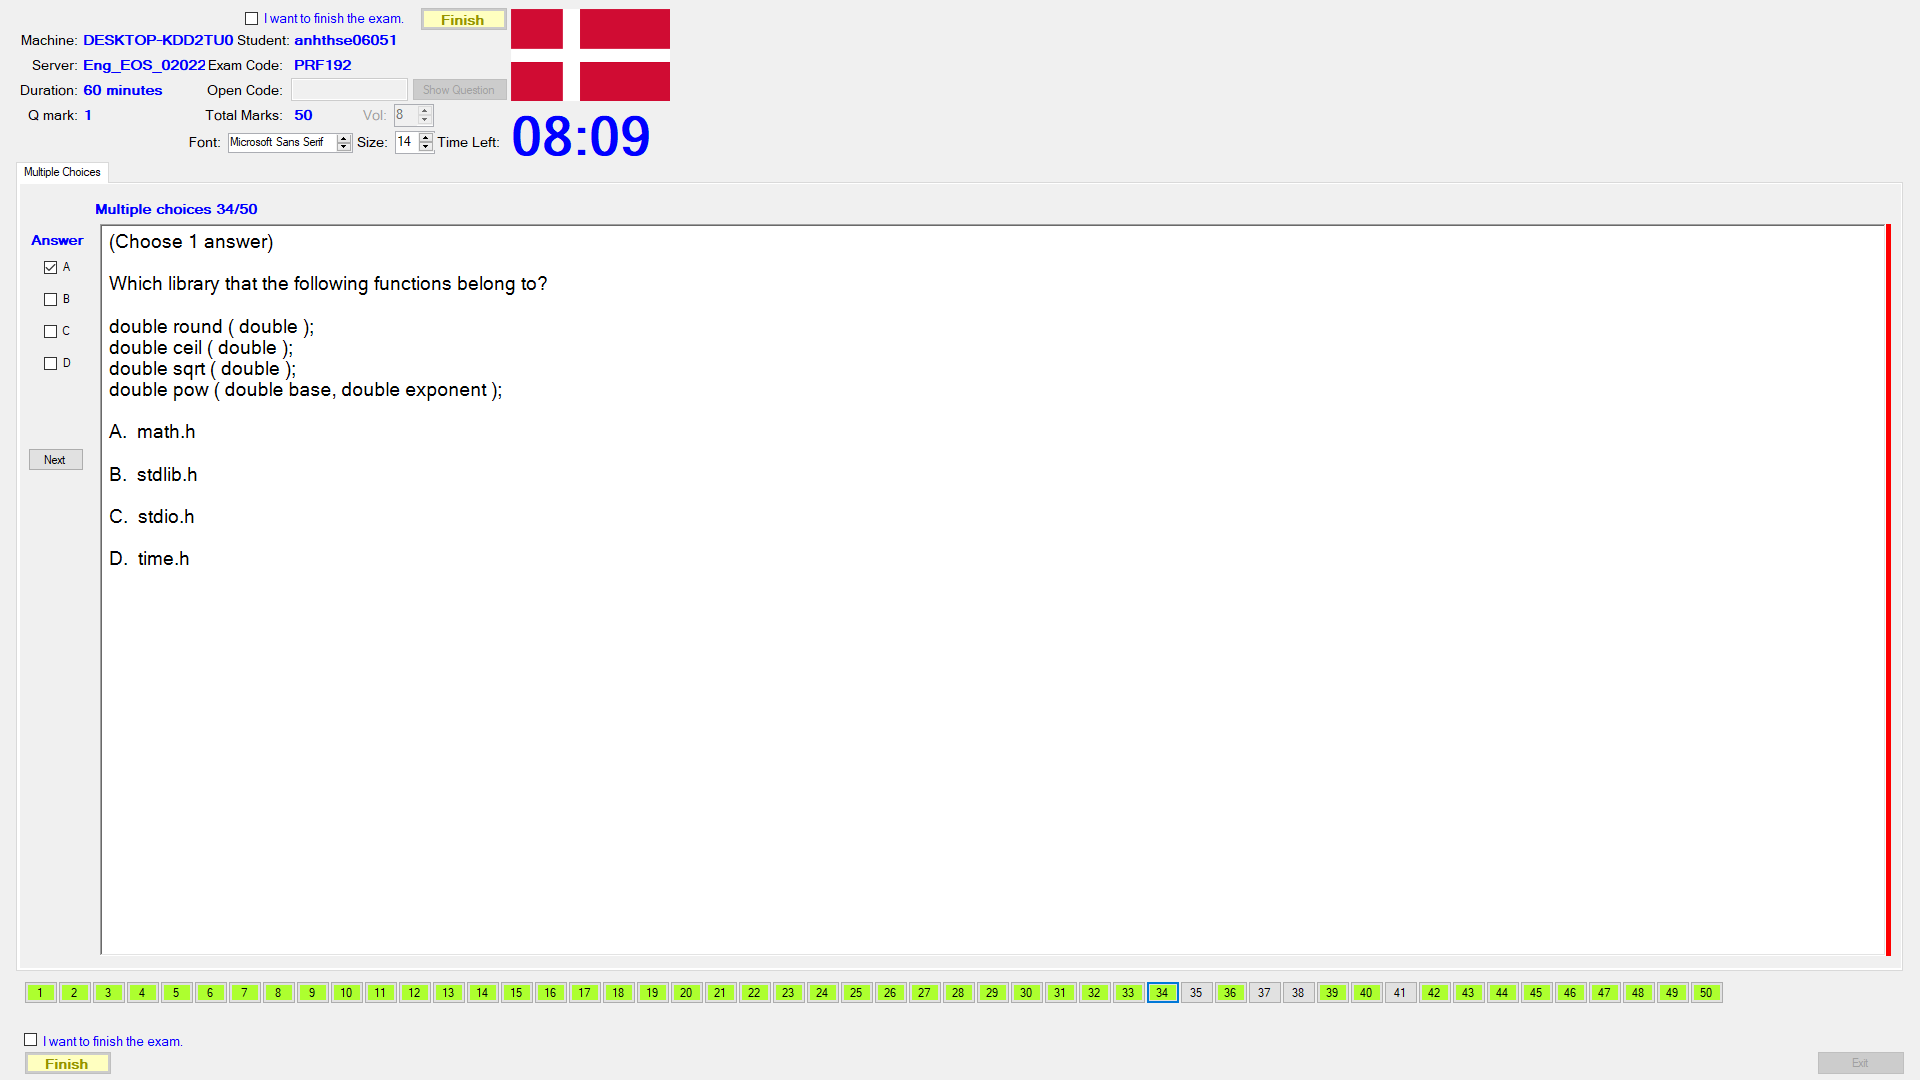 I want to finish the exam.
Finish
Machine: DESKTOP-KDD2TU0 Student: anhthse06051
Server: Eng_EOS_02022 Exam Code: PRF192
Duration: 60 minutes Open Code: Show Question
Q mark: 1 Total Marks: 50 Vol: 8
Font: Microsoft Sans Serif Size: 14 Time Left: 08:09
Multiple Choices
Multiple choices 34/50
Answer
A
B
C
D
Next
(Choose 1 answer)
Which library that the following functions belong to?
double round ( double );
double ceil ( double );
double sqrt ( double );
double pow ( double base, double exponent );
A. math.h
B. stdlib.h
C. stdio.h
D. time.h
1 2 3 4 5 6 7 8 9 10 11 12 13 14 15 16 17 18 19 20 21 22 23 24 25 26 27 28 29 30 31 32 33 34 35 36 37 38 39 40 41 42 43 44 45 46 47 48 49 50
I want to finish the exam.
Finish
Exit